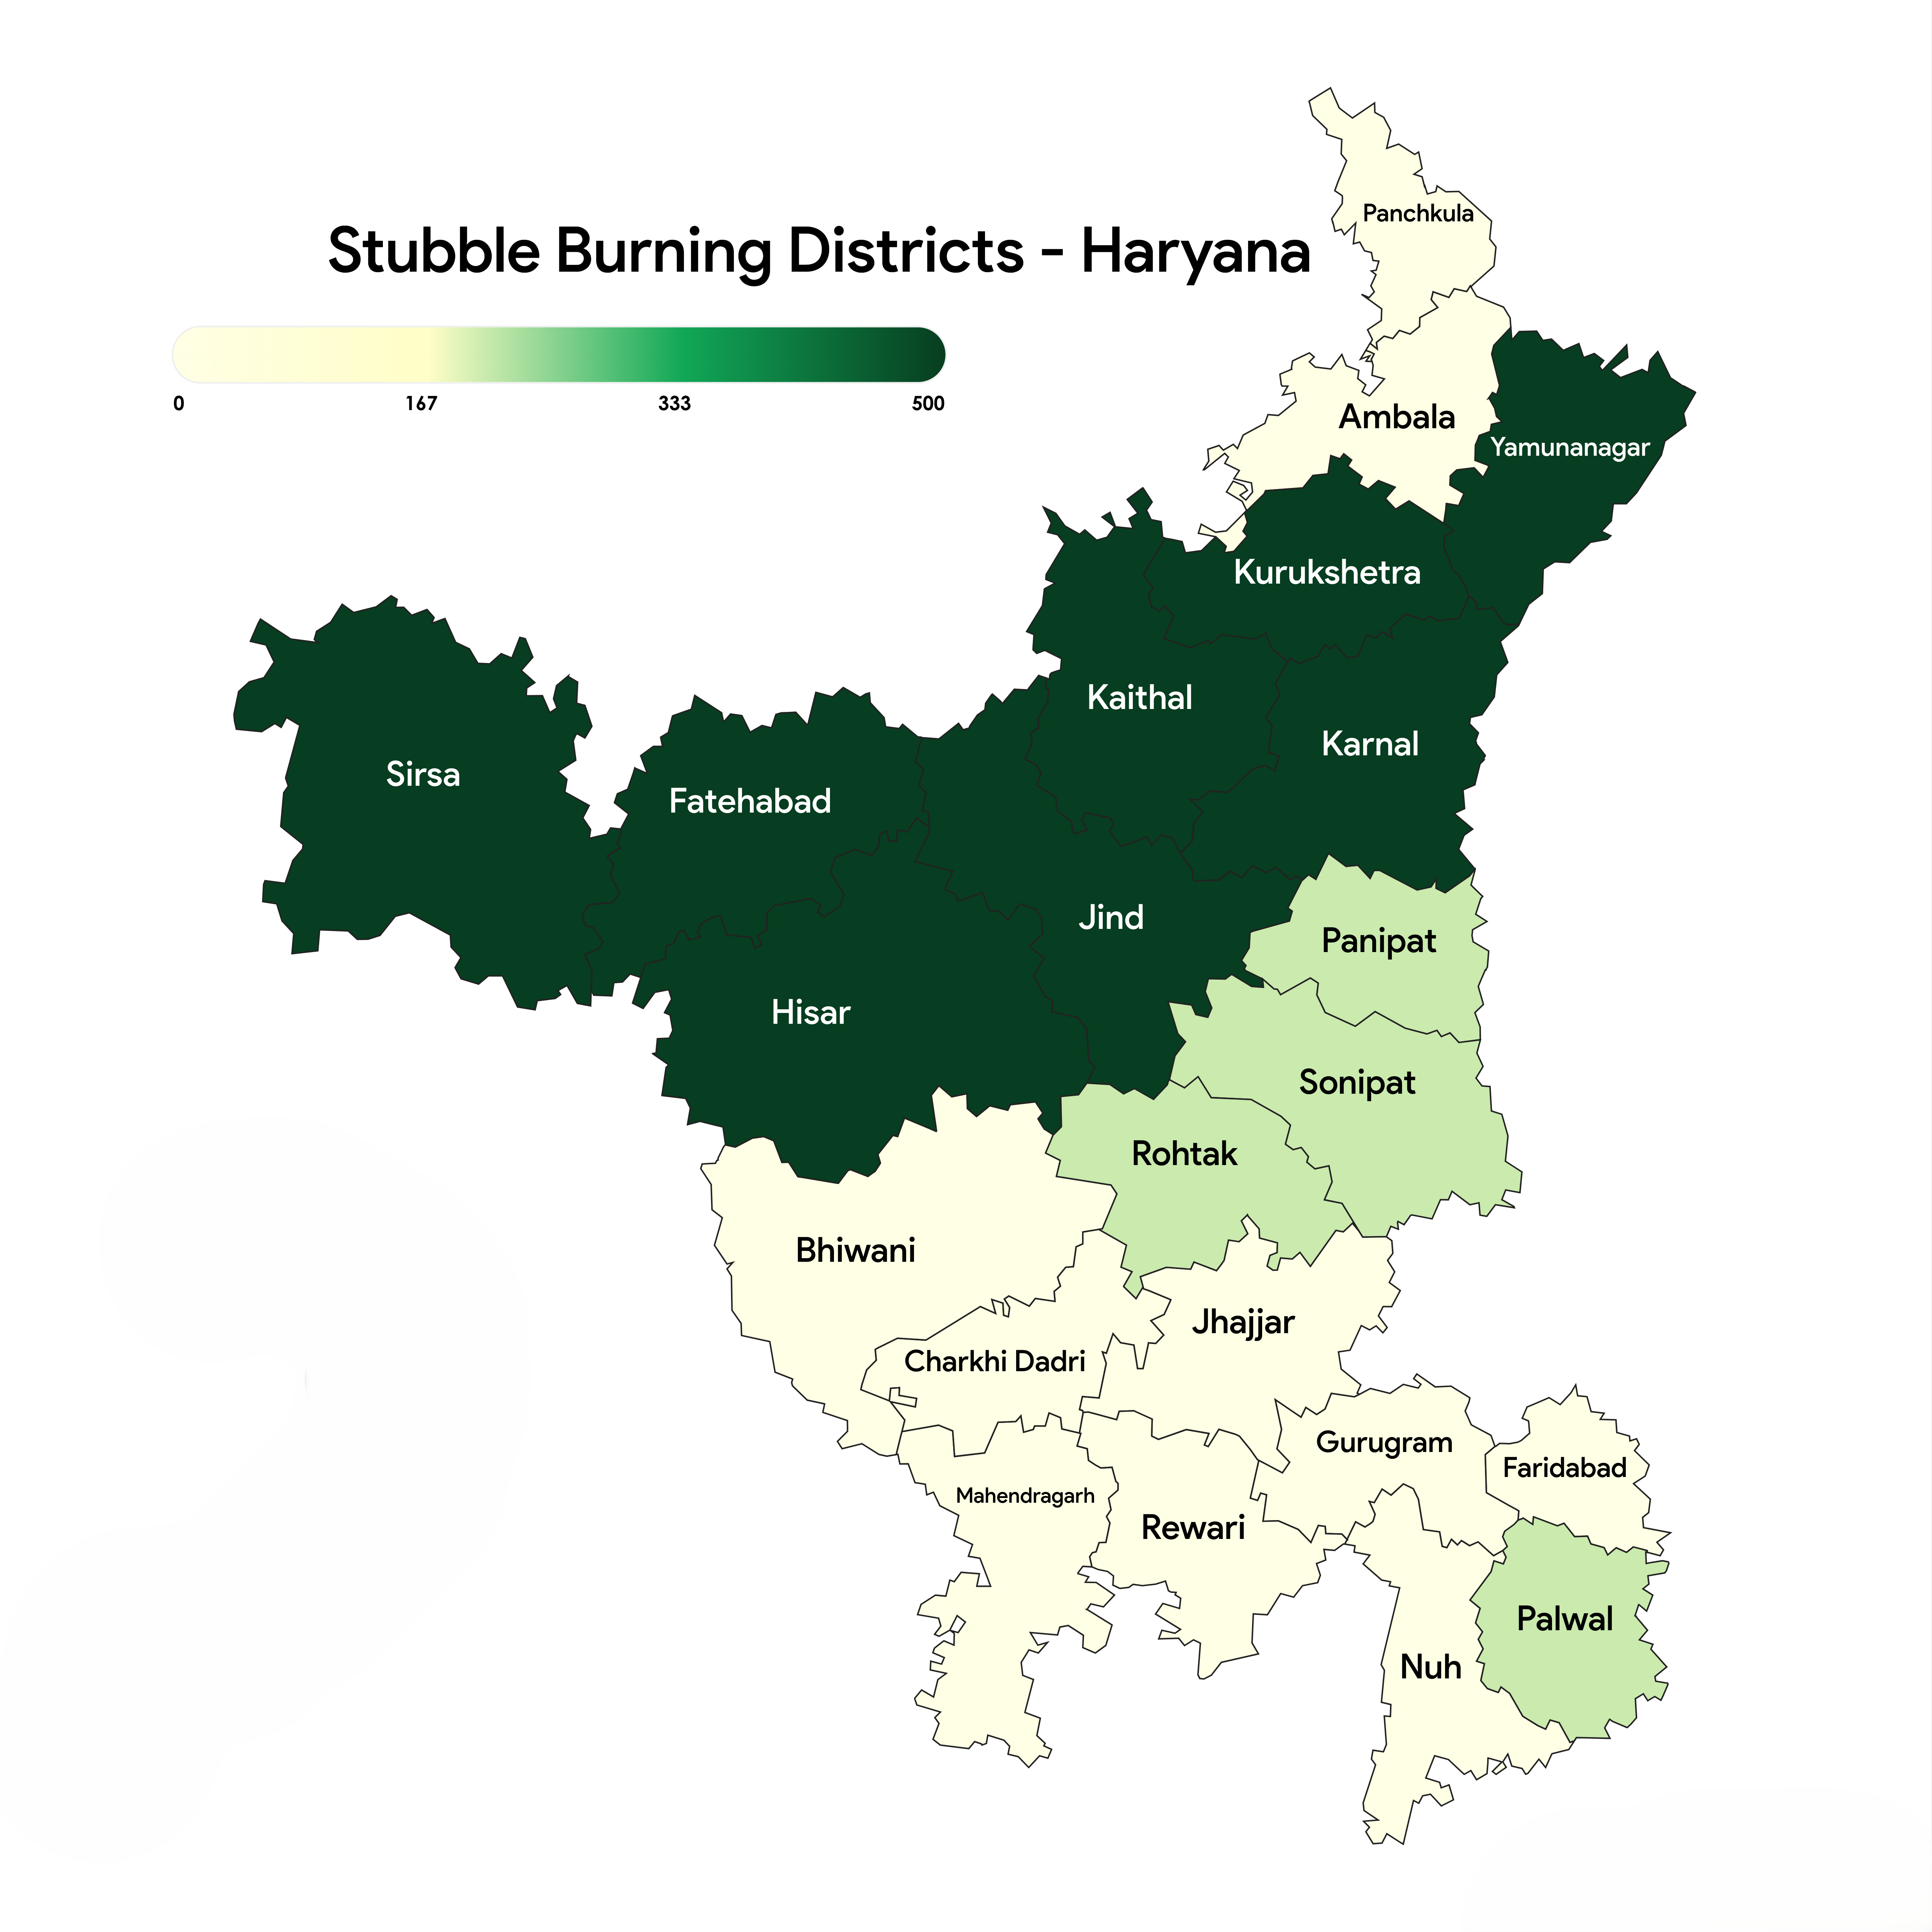 Stubble Burning Districts - Haryana
0 167 333 500
Panchkula
Ambala
Yamunanagar
Kurukshetra
Kaithal
Karnal
Sirsa
Fatehabad
Jind
Panipat
Hisar
Sonipat
Rohtak
Bhiwani
Jhajjar
Charkhi Dadri
Gurugram
Faridabad
Mahendragarh
Rewari
Palwal
Nuh